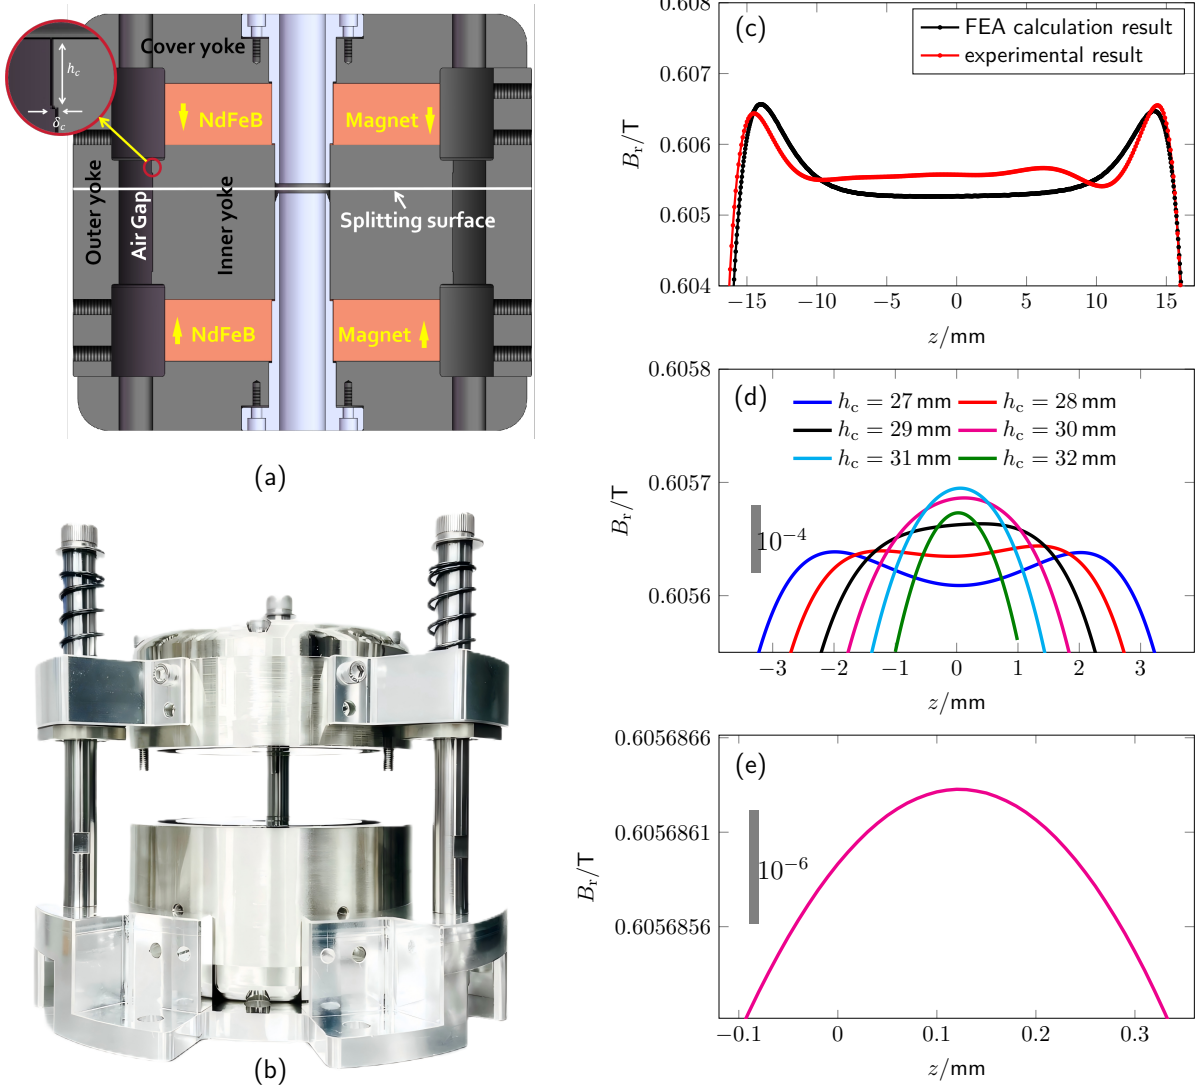 Cover yoke
h_c
δ_c
NdFeB
Magnet
Outer yoke
Air Gap
Inner yoke
Splitting surface
NdFeB
Magnet
(a)
(b)
(c)
FEA calculation result
experimental result
0.608
0.607
0.606
0.605
0.604
B_r/T
−15 −10 −5 0 5 10 15
z/mm
(d)
h_c = 27 mm h_c = 28 mm
h_c = 29 mm h_c = 30 mm
h_c = 31 mm h_c = 32 mm
0.6058
0.6057
0.6056
B_r/T
10^−4
−3 −2 −1 0 1 2 3
z/mm
(e)
0.6056866
0.6056861
0.6056856
B_r/T
10^−6
−0.1 0 0.1 0.2 0.3
z/mm